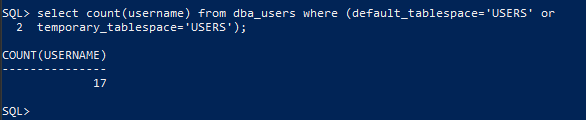 SQL> select count(username) from dba_users where (default_tablespace='USERS' or
  2  temporary_tablespace='USERS');
COUNT(USERNAME)
---------------
             17
SQL>